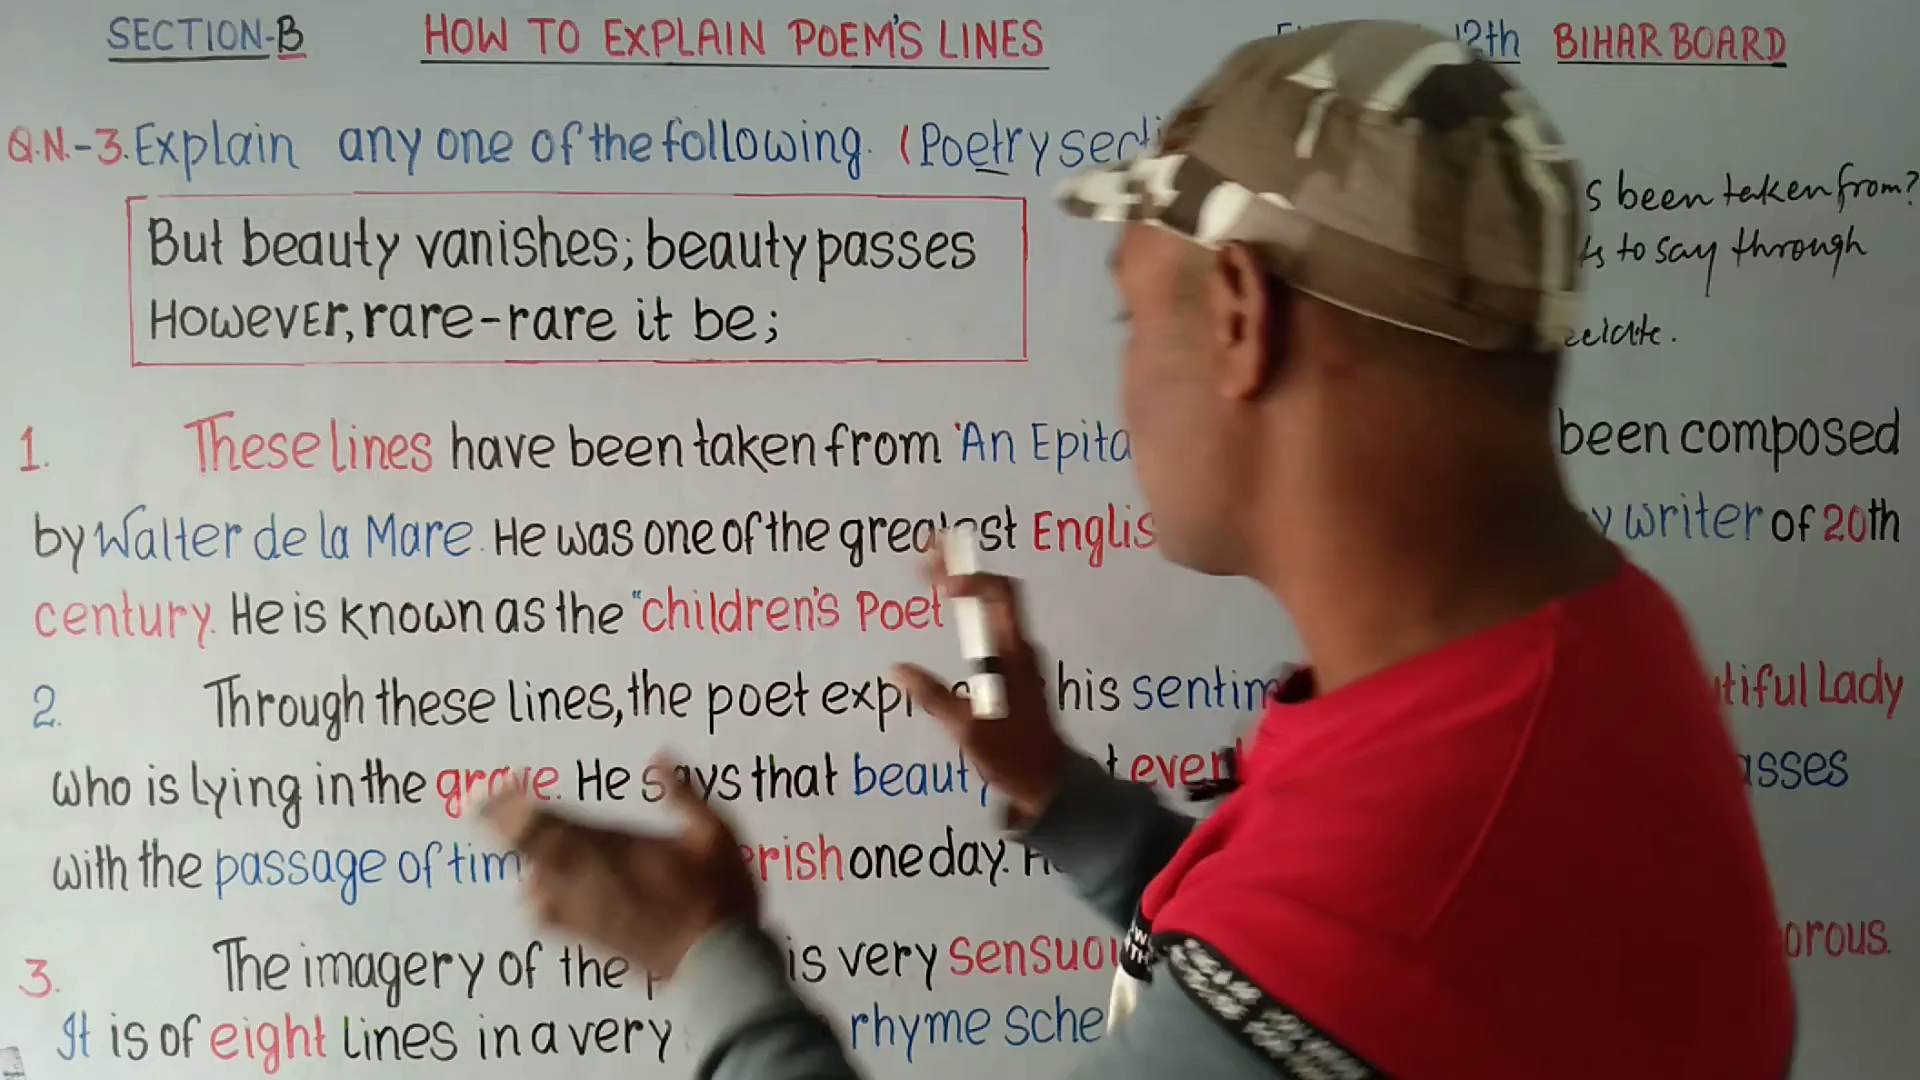 SECTION-B HOW TO EXPLAIN POEM'S LINES 12th BIHAR BOARD
Q.N.-3. Explain any one of the following. (Poetry secti
s been taken from?
But beauty vanishes; beauty passes
ts to say through
However, rare-rare it be;
1. These lines have been taken from 'An Epita been composed
by Walter de la Mare. He was one of the greatest Englis y writer of 20th
century. He is known as the "children's Poet
2. Through these lines, the poet his sentim tiful Lady
who is lying in the grave. He says that beauty ever asses
with the passage of tim erish one day.
3. The imagery of the is very sensuou orous.
It is of eight lines in a very rhyme sche